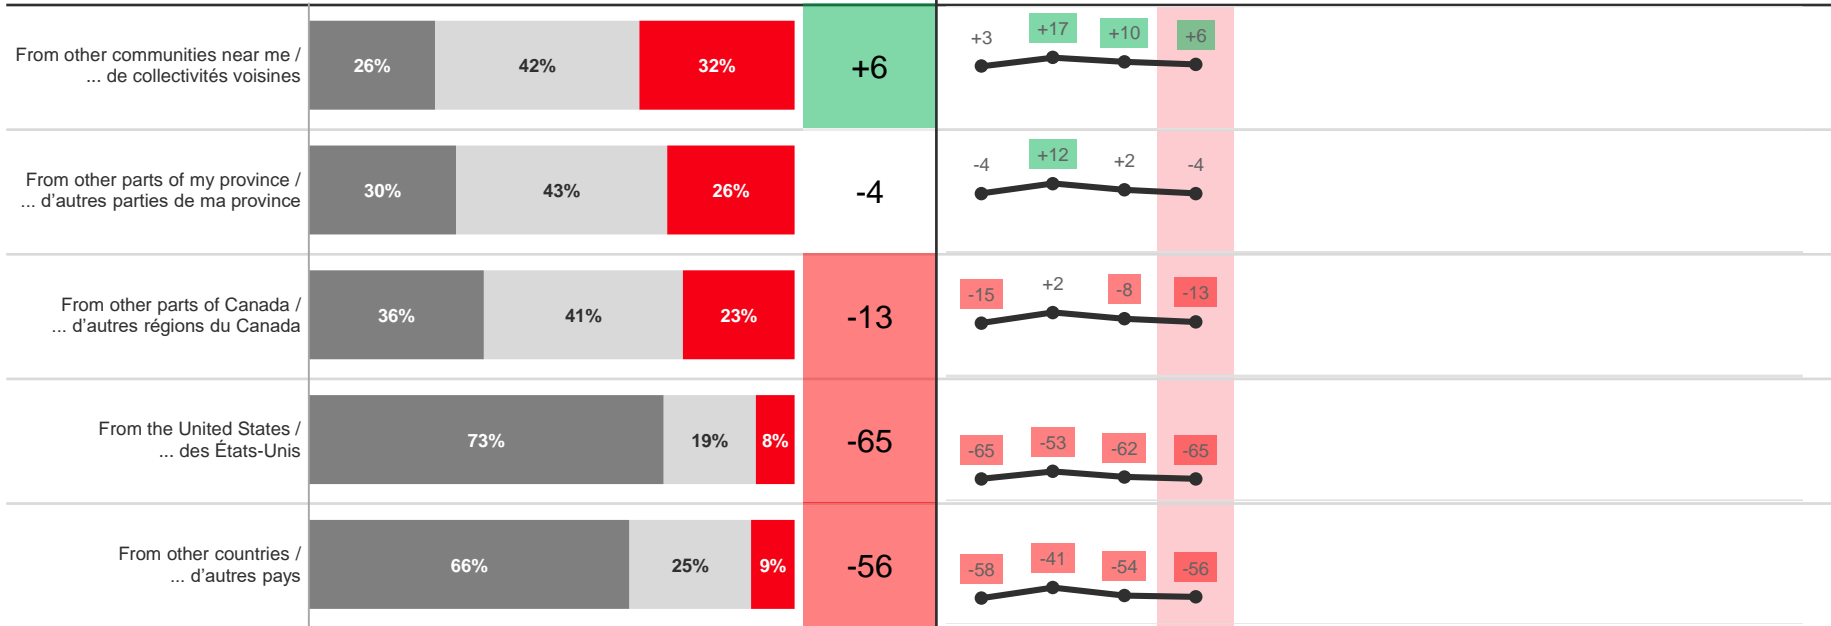 From other communities near me /
... de collectivités voisines
26% 42% 32%
+6
+3 +17 +10 +6
From other parts of my province /
... d'autres parties de ma province
30% 43% 26%
-4
-4 +12 +2 -4
From other parts of Canada /
... d'autres régions du Canada
36% 41% 23%
-13
-15 +2 -8 -13
From the United States /
... des États-Unis
73% 19% 8%
-65
-65 -53 -62 -65
From other countries /
... d'autres pays
66% 25% 9%
-56
-58 -41 -54 -56